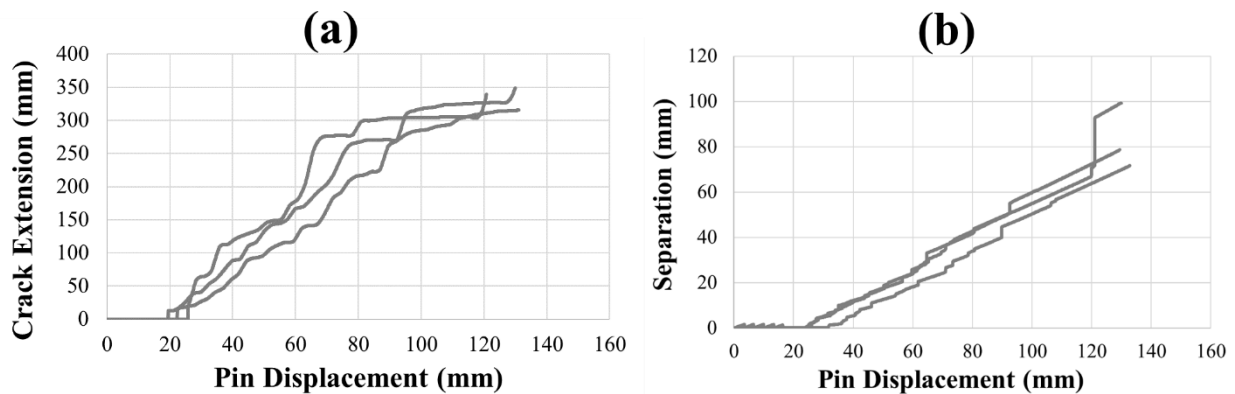 (a)
Crack Extension (mm)
400
350
300
250
200
150
100
50
0
0 20 40 60 80 100 120 140 160
Pin Displacement (mm)
(b)
Separation (mm)
120
100
80
60
40
20
0
0 20 40 60 80 100 120 140 160
Pin Displacement (mm)